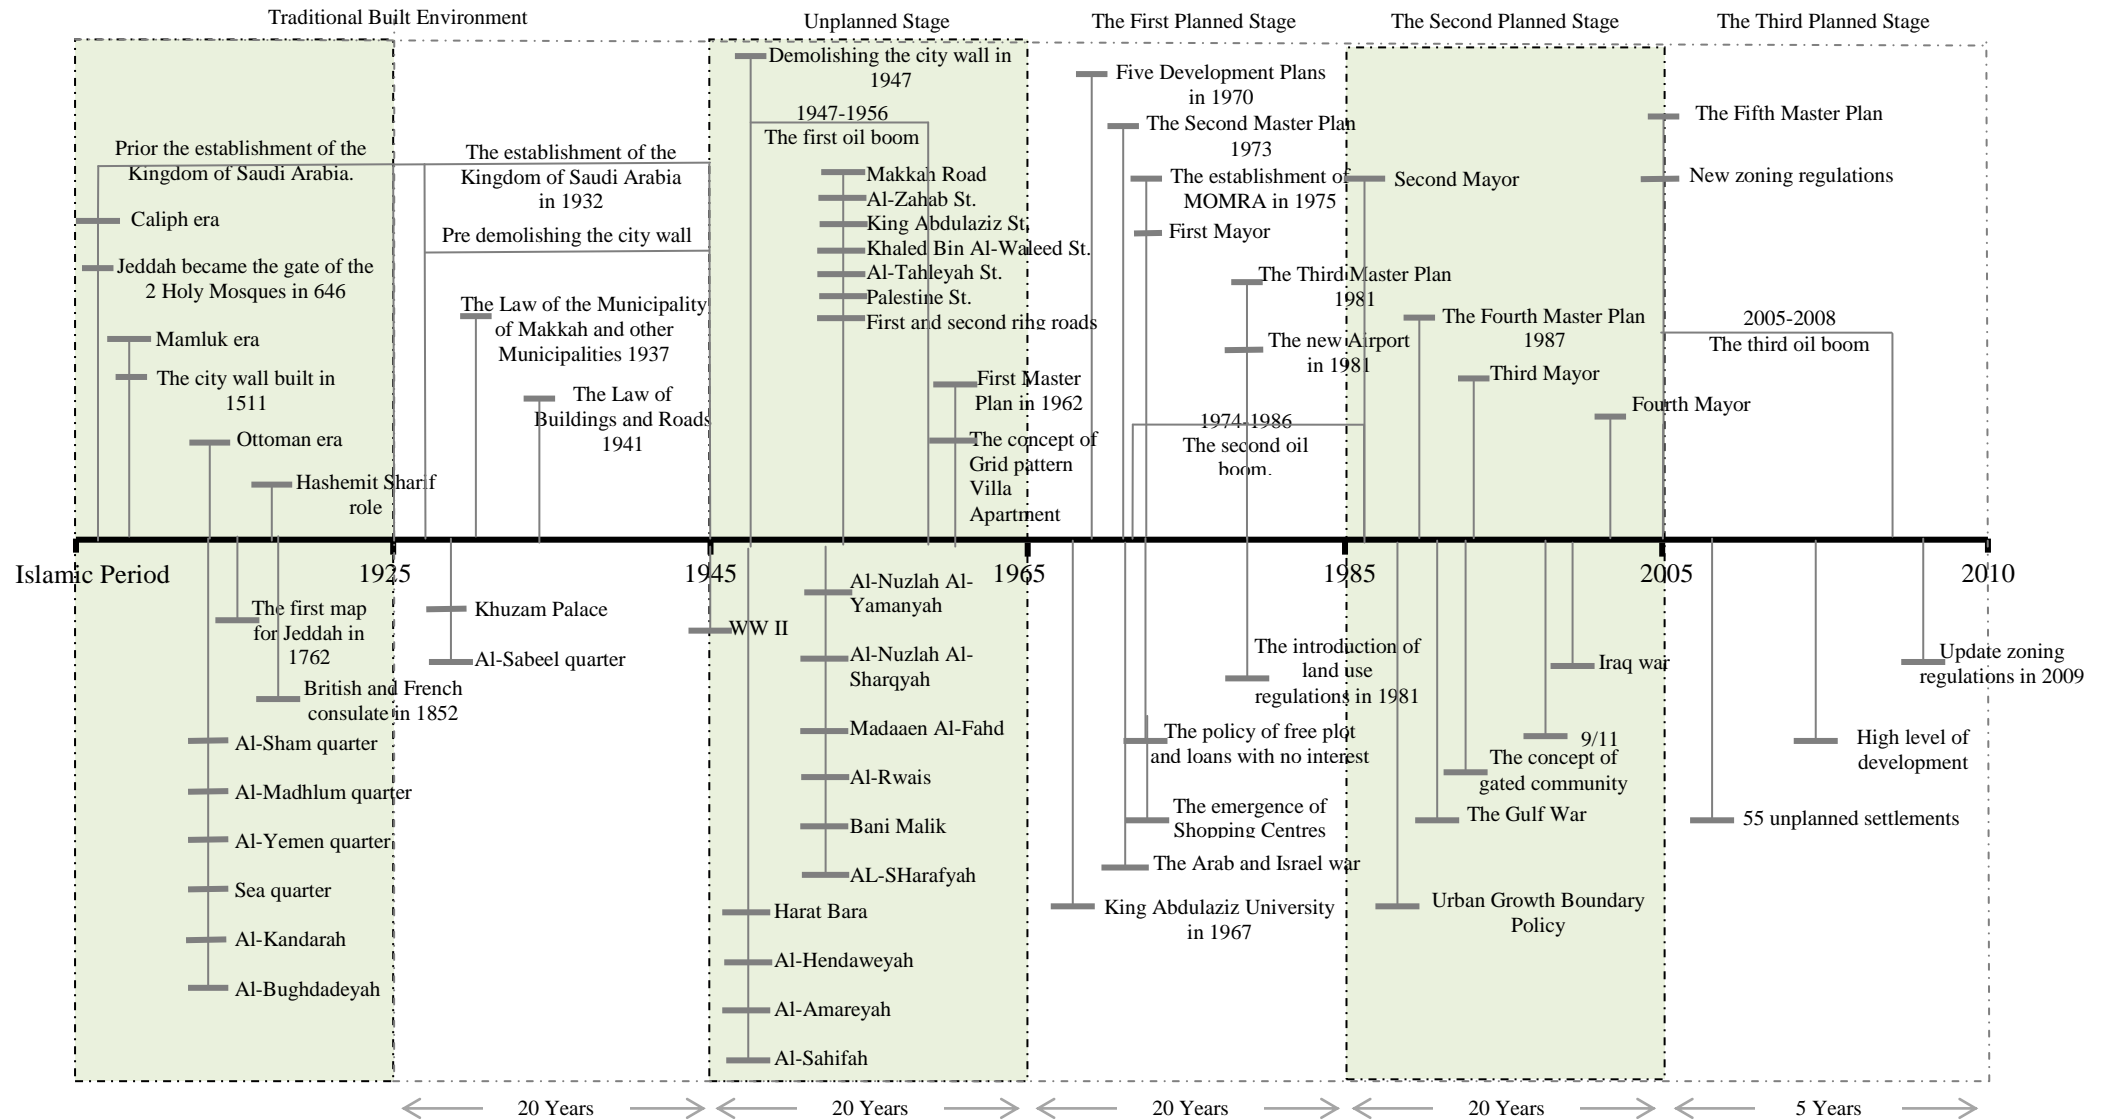 Traditional Built Environment
Unplanned Stage
The First Planned Stage
The Second Planned Stage
The Third Planned Stage
Prior the establishment of the
Kingdom of Saudi Arabia.
Caliph era
Jeddah became the gate of the
2 Holy Mosques in 646
Mamluk era
The city wall built in
1511
Ottoman era
Hashemit Sharif
role
The establishment of the
Kingdom of Saudi Arabia
in 1932
Pre demolishing the city wall
The Law of the Municipality
of Makkah and other
Municipalities 1937
The Law of
Buildings and Roads
1941
Demolishing the city wall in
1947
1947-1956
The first oil boom
Makkah Road
Al-Zahab St.
King Abdulaziz St.
Khaled Bin Al-Waleed St.
Al-Tahleyah St.
Palestine St.
First and second ring roads
First Master
Plan in 1962
The concept of
Grid pattern
Villa
Apartment
Five Development Plans
in 1970
The Second Master Plan
1973
The establishment of
MOMRA in 1975
First Mayor
The Third Master Plan
1981
The new Airport
in 1981
1974-1986
The second oil
boom.
Second Mayor
The Fourth Master Plan
1987
Third Mayor
Fourth Mayor
The Fifth Master Plan
New zoning regulations
2005-2008
The third oil boom
Islamic Period
1925
1945
1965
1985
2005
2010
The first map
for Jeddah in
1762
British and French
consulate in 1852
Al-Sham quarter
Al-Madhlum quarter
Al-Yemen quarter
Sea quarter
Al-Kandarah
Al-Bughdadeyah
Khuzam Palace
Al-Sabeel quarter
WW II
Al-Nuzlah Al-
Yamanyah
Al-Nuzlah Al-
Sharqyah
Madaaen Al-Fahd
Al-Rwais
Bani Malik
AL-SHarafyah
Harat Bara
Al-Hendaweyah
Al-Amareyah
Al-Sahifah
The introduction of
land use
regulations in 1981
The policy of free plot
and loans with no interest
The emergence of
Shopping Centres
The Arab and Israel war
King Abdulaziz University
in 1967
Iraq war
9/11
The concept of
gated community
The Gulf War
Urban Growth Boundary
Policy
Update zoning
regulations in 2009
High level of
development
55 unplanned settlements
20 Years
20 Years
20 Years
20 Years
5 Years